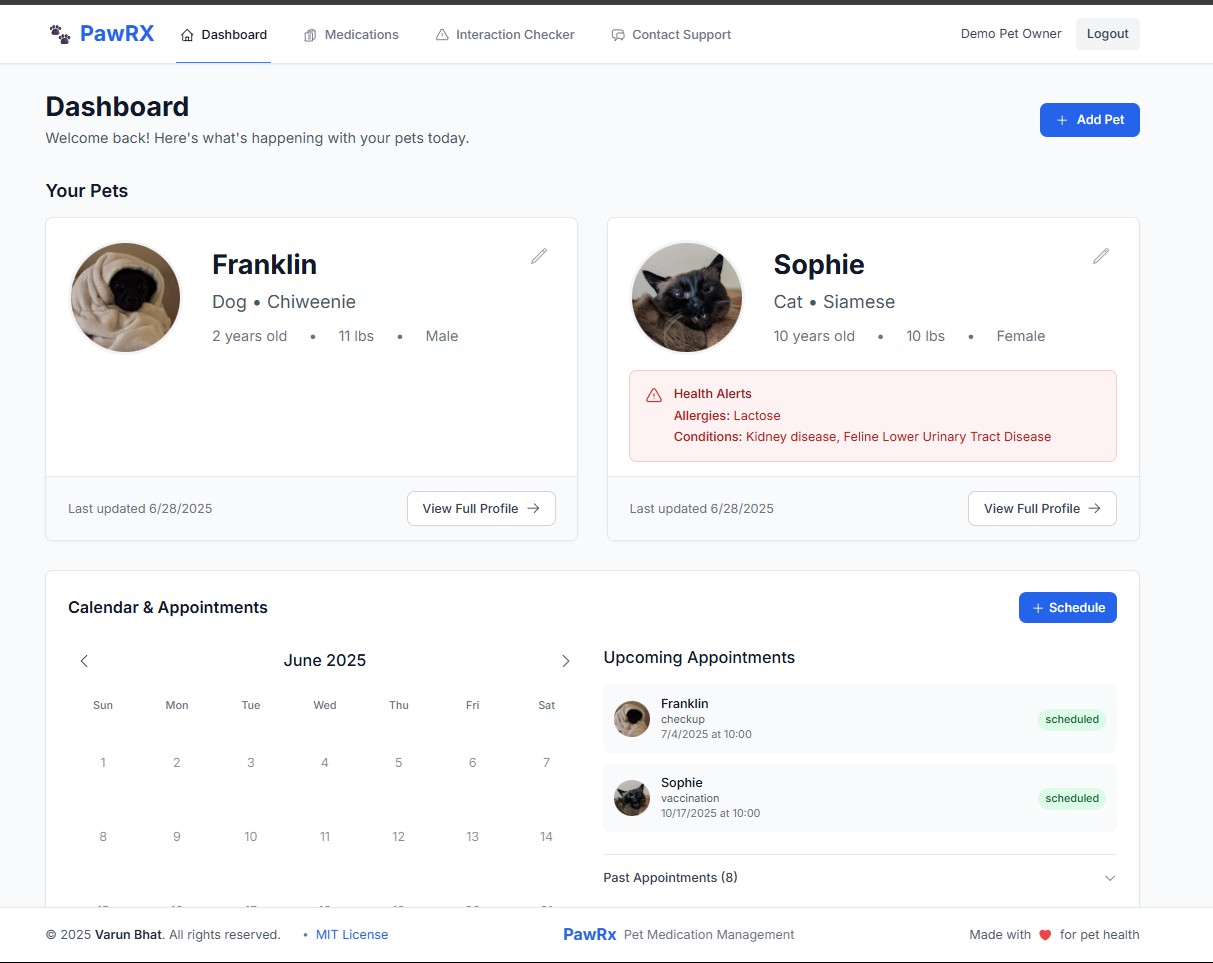 PawRX Dashboard Medications Interaction Checker Contact Support Demo Pet Owner Logout
Dashboard
Welcome back! Here's what's happening with your pets today.
+ Add Pet
Your Pets
Franklin
Dog • Chiweenie
2 years old • 11 lbs • Male
Last updated 6/28/2025 View Full Profile →
Sophie
Cat • Siamese
10 years old • 10 lbs • Female
Health Alerts
Allergies: Lactose
Conditions: Kidney disease, Feline Lower Urinary Tract Disease
Last updated 6/28/2025 View Full Profile →
Calendar & Appointments
+ Schedule
June 2025
Sun Mon Tue Wed Thu Fri Sat
1 2 3 4 5 6 7
8 9 10 11 12 13 14
Upcoming Appointments
Franklin
checkup
7/4/2025 at 10:00
scheduled
Sophie
vaccination
10/17/2025 at 10:00
scheduled
Past Appointments (8)
© 2025 Varun Bhat. All rights reserved. • MIT License
PawRx Pet Medication Management
Made with ❤ for pet health